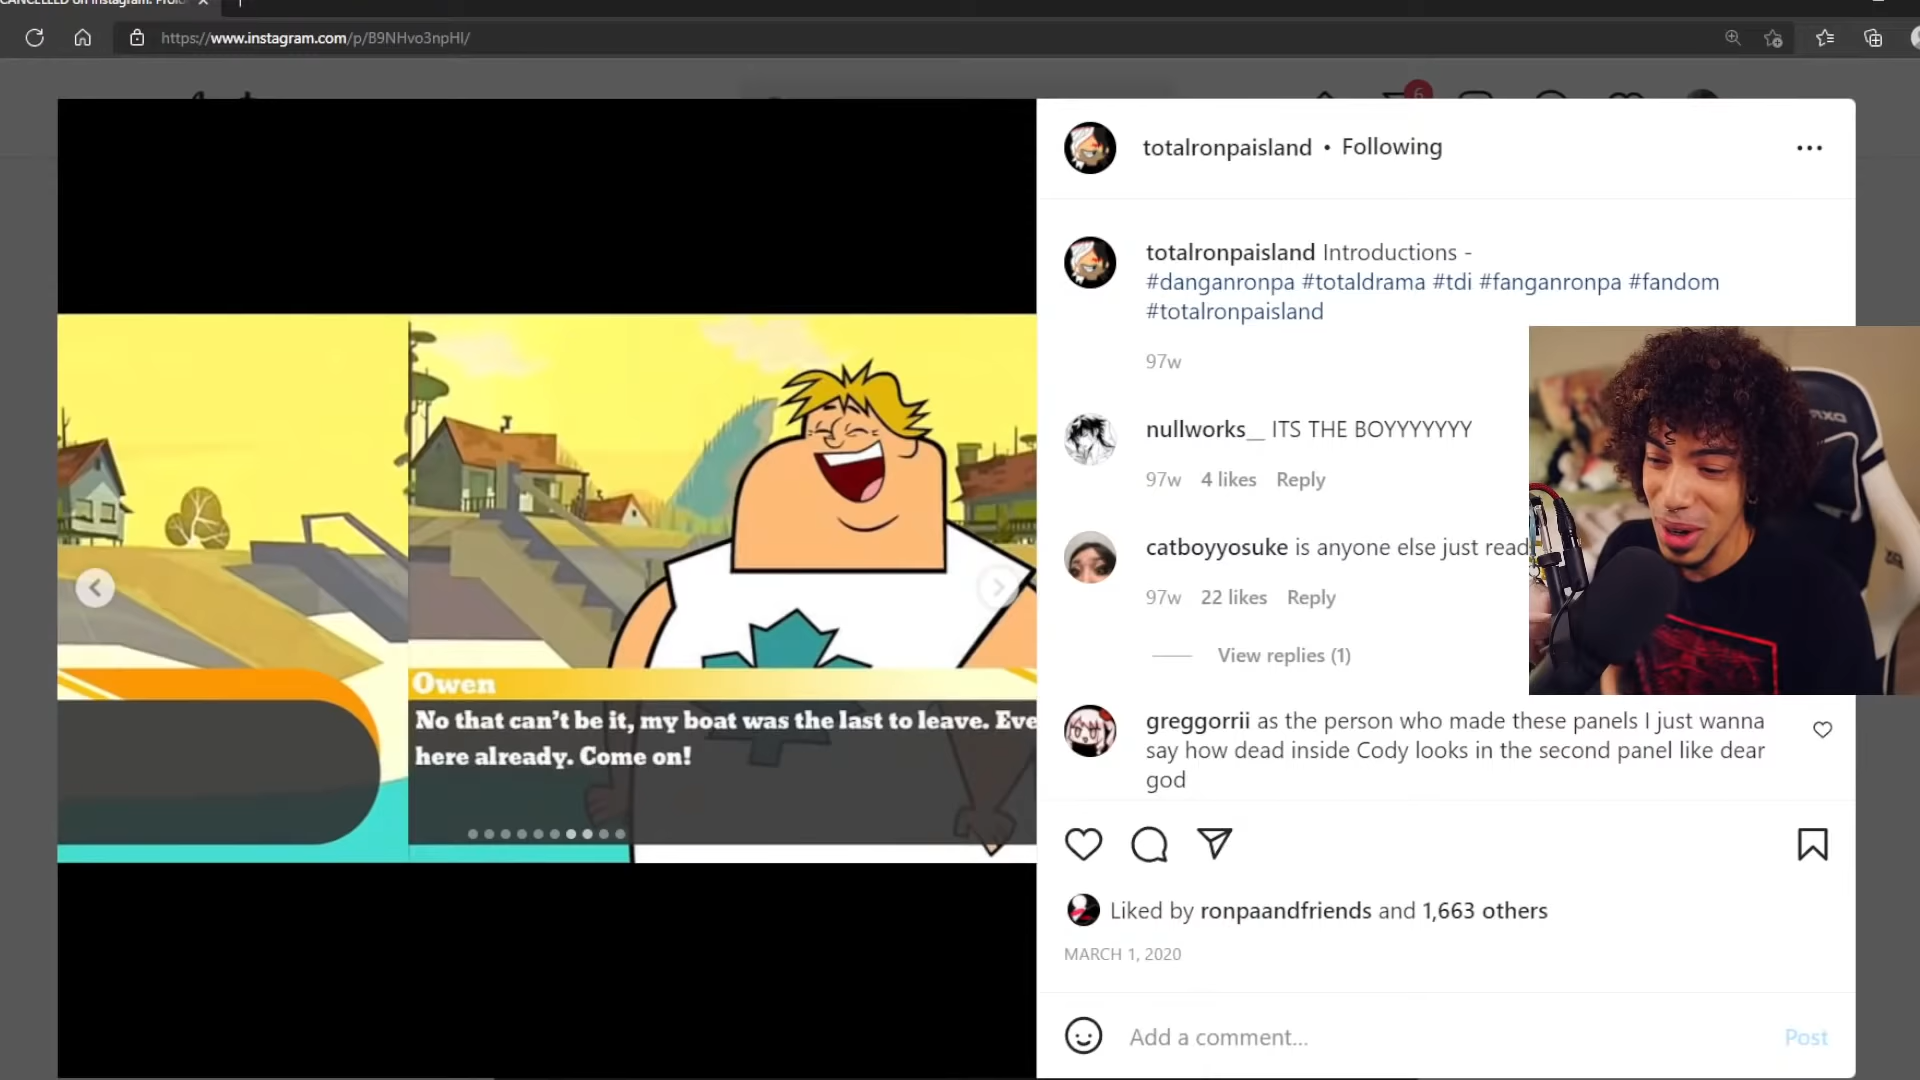 https://www.instagram.com/p/B9NHvo3npHI/
6
totalronpaisland • Following
totalronpaisland Introductions -
#danganronpa #totaldrama #tdi #fanganronpa #fandom
#totalronpaisland
97w
nullworks__ ITS THE BOYYYYYYY
97w 4 likes Reply
catboyyosuke is anyone else just read
97w 22 likes Reply
View replies (1)
greggorrii as the person who made these panels I just wanna
say how dead inside Cody looks in the second panel like dear
god
Liked by ronpaandfriends and 1,663 others
MARCH 1, 2020
Add a comment...
Post
Owen
No that can't be it, my boat was the last to leave. Eve
here already. Come on!